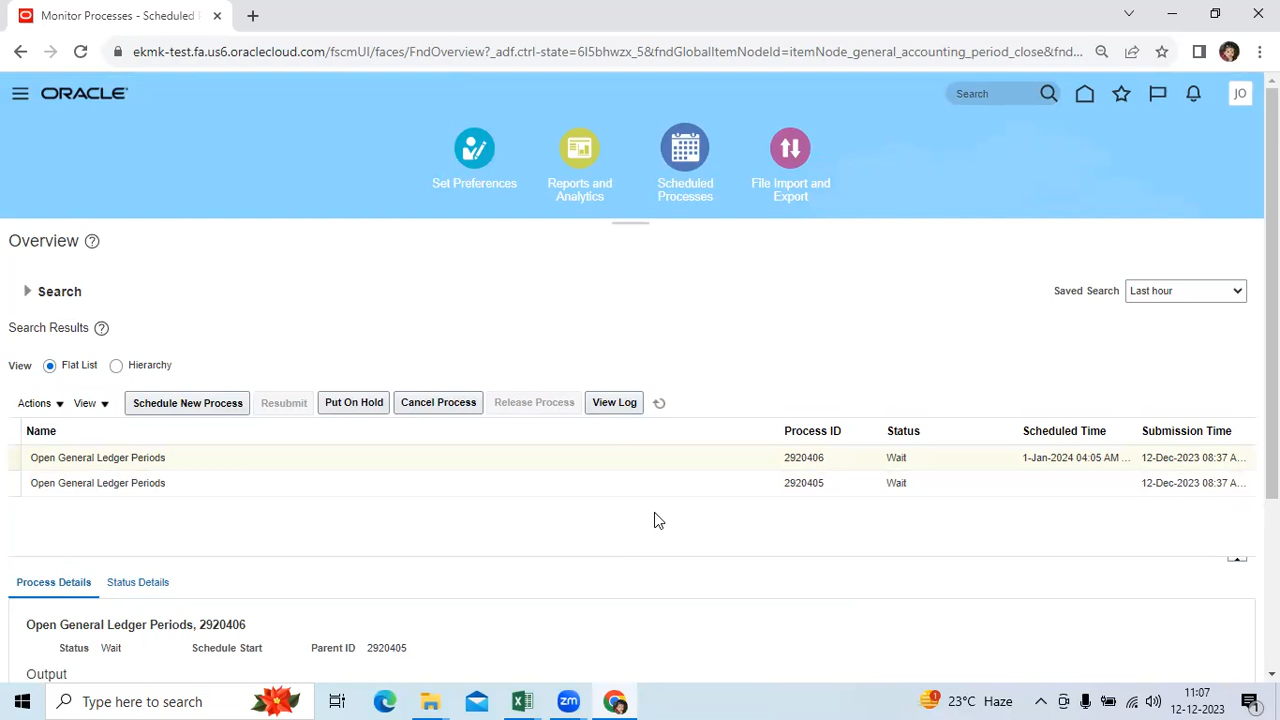 Monitor Processes - Scheduled
ekmk-test.fa.us6.oraclecloud.com/fscmUI/faces/FndOverview?_adf.ctrl-state=6I5bhwzx_5&fndGlobalItemNodeId=itemNode_general_accounting_period_close&fnd...
ORACLE
Search
JO
Set Preferences
Reports and
Analytics
Scheduled
Processes
File Import and
Export
Overview
Search
Saved Search
Last hour
Search Results
View
Flat List
Hierarchy
Actions
View
Schedule New Process
Resubmit
Put On Hold
Cancel Process
Release Process
View Log
Name Process ID Status Scheduled Time Submission Time
Open General Ledger Periods 2920406 Wait 1-Jan-2024 04:05 AM ... 12-Dec-2023 08:37 A...
Open General Ledger Periods 2920405 Wait 12-Dec-2023 08:37 A...
Process Details
Status Details
Open General Ledger Periods, 2920406
Status Wait Schedule Start Parent ID 2920405
Output
Type here to search
zm
23°C Haze
11:07
12-12-2023